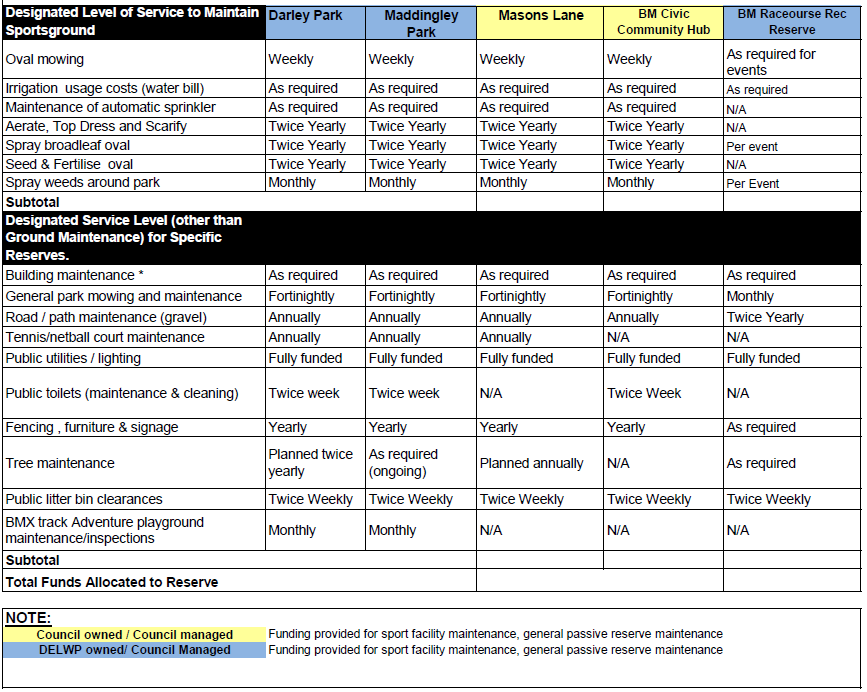 Designated Level of Service to Maintain Sportsground | Darley Park | Maddingley Park | Masons Lane | BM Civic Community Hub | BM Racecourse Rec Reserve
Oval mowing | Weekly | Weekly | Weekly | Weekly | As required for events
Irrigation usage costs (water bill) | As required | As required | As required | As required | As required
Maintenance of automatic sprinkler | As required | As required | As required | As required | N/A
Aerate, Top Dress and Scarify | Twice Yearly | Twice Yearly | Twice Yearly | Twice Yearly | N/A
Spray broadleaf oval | Twice Yearly | Twice Yearly | Twice Yearly | Twice Yearly | Per event
Seed & Fertilise oval | Twice Yearly | Twice Yearly | Twice Yearly | Twice Yearly | N/A
Spray weeds around park | Monthly | Monthly | Monthly | Monthly | Per Event
Subtotal
Designated Service Level (other than Ground Maintenance) for Specific Reserves.
Building maintenance * | As required | As required | As required | As required | As required
General park mowing and maintenance | Fortinightly | Fortinightly | Fortinightly | Fortinightly | Monthly
Road / path maintenance (gravel) | Annually | Annually | Annually | Annually | Twice Yearly
Tennis/netball court maintenance | Annually | Annually | Annually | N/A | N/A
Public utilities / lighting | Fully funded | Fully funded | Fully funded | Fully funded | Fully funded
Public toilets (maintenance & cleaning) | Twice week | Twice week | N/A | Twice Week | N/A
Fencing , furniture & signage | Yearly | Yearly | Yearly | Yearly | As required
Tree maintenance | Planned twice yearly | As required (ongoing) | Planned annually | N/A | As required
Public litter bin clearances | Twice Weekly | Twice Weekly | Twice Weekly | Twice Weekly | Twice Weekly
BMX track Adventure playground maintenance/inspections | Monthly | Monthly | N/A | N/A | N/A
Subtotal
Total Funds Allocated to Reserve
NOTE:
Council owned / Council managed | Funding provided for sport facility maintenance, general passive reserve maintenance
DELWP owned/ Council Managed | Funding provided for sport facility maintenance, general passive reserve maintenance